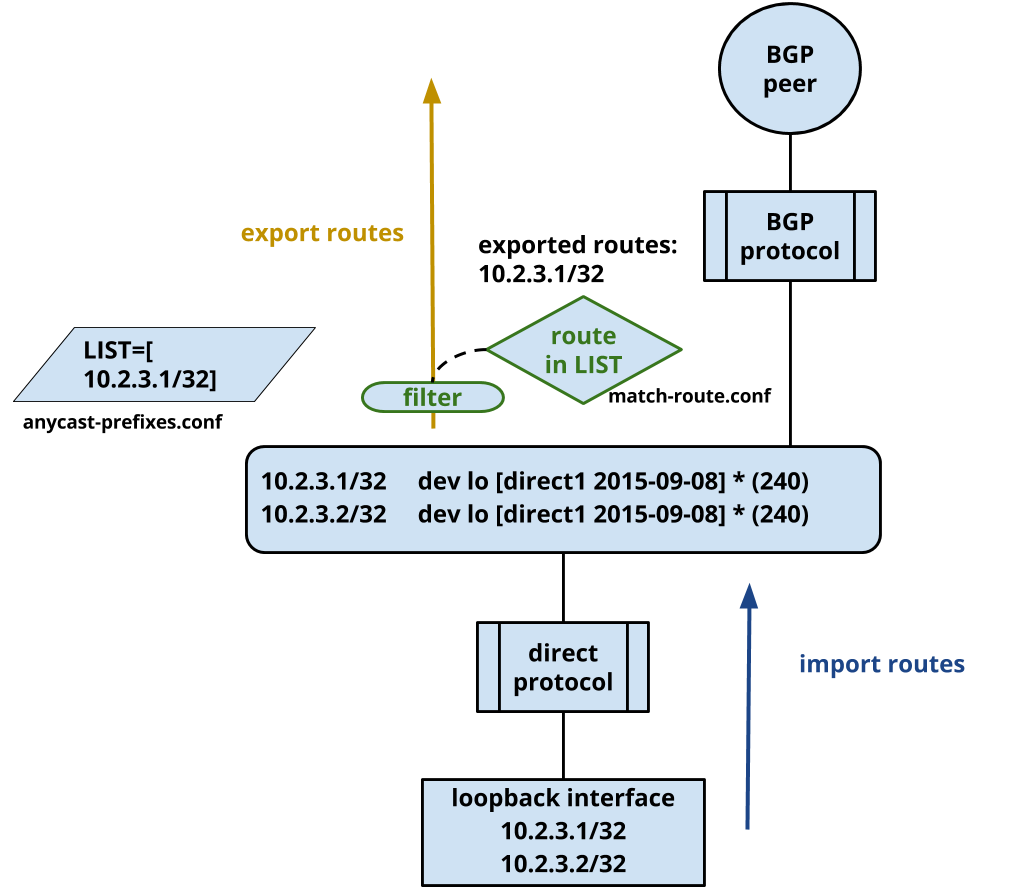 BGP
peer
BGP
protocol
export routes
exported routes:
10.2.3.1/32
route
in LIST
LIST=[
10.2.3.1/32]
filter
match-route.conf
anycast-prefixes.conf
10.2.3.1/32 dev lo [direct1 2015-09-08] * (240)
10.2.3.2/32 dev lo [direct1 2015-09-08] * (240)
direct
protocol
import routes
loopback interface
10.2.3.1/32
10.2.3.2/32